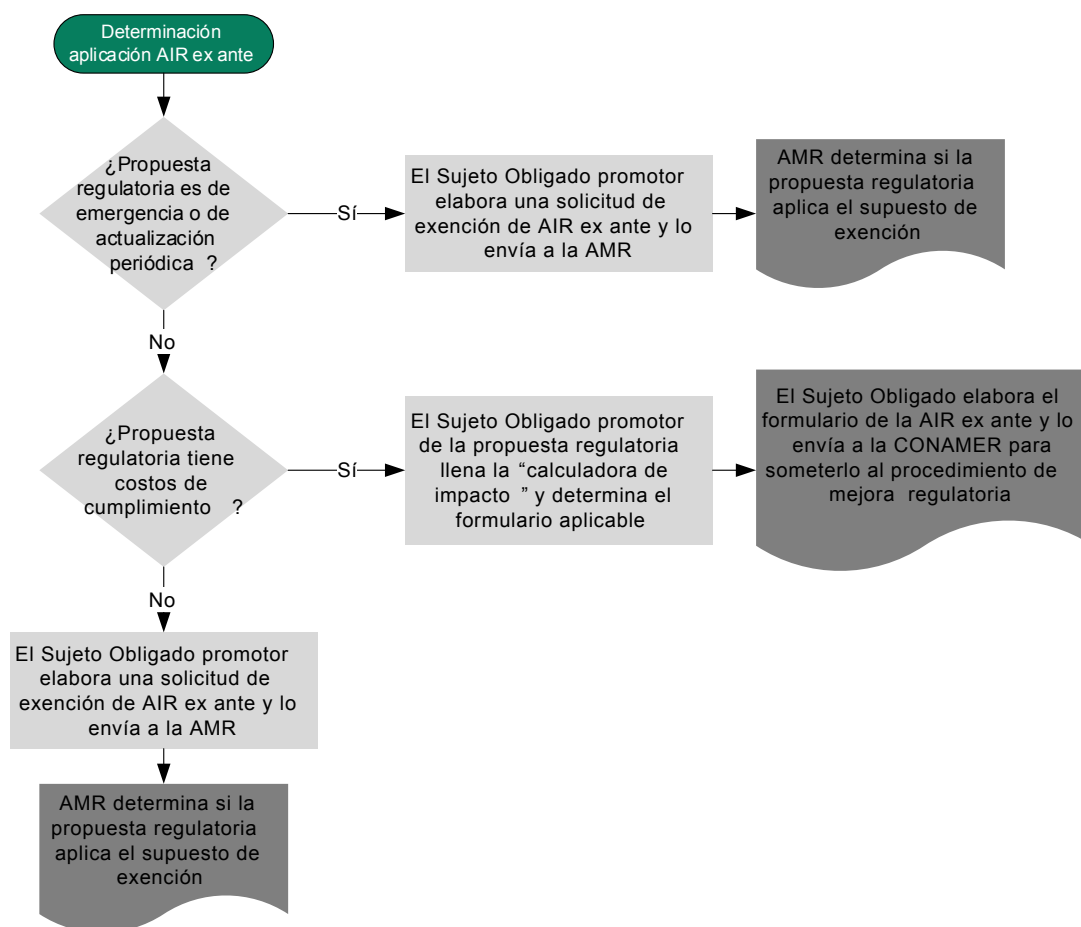 Determinación
aplicación AIR ex ante
¿Propuesta
regulatoria es de
emergencia o de
actualización
periódica ?
Sí
El Sujeto Obligado promotor
elabora una solicitud de
exención de AIR ex ante y lo
envía a la AMR
AMR determina si la
propuesta regulatoria
aplica el supuesto de
exención
No
¿Propuesta
regulatoria tiene
costos de
cumplimiento ?
Sí
El Sujeto Obligado promotor
de la propuesta regulatoria
llena la “calculadora de
impacto ” y determina el
formulario aplicable
El Sujeto Obligado elabora el
formulario de la AIR ex ante y lo
envía a la CONAMER para
someterlo al procedimiento de
mejora regulatoria
No
El Sujeto Obligado promotor
elabora una solicitud de
exención de AIR ex ante y lo
envía a la AMR
AMR determina si la
propuesta regulatoria
aplica el supuesto de
exención